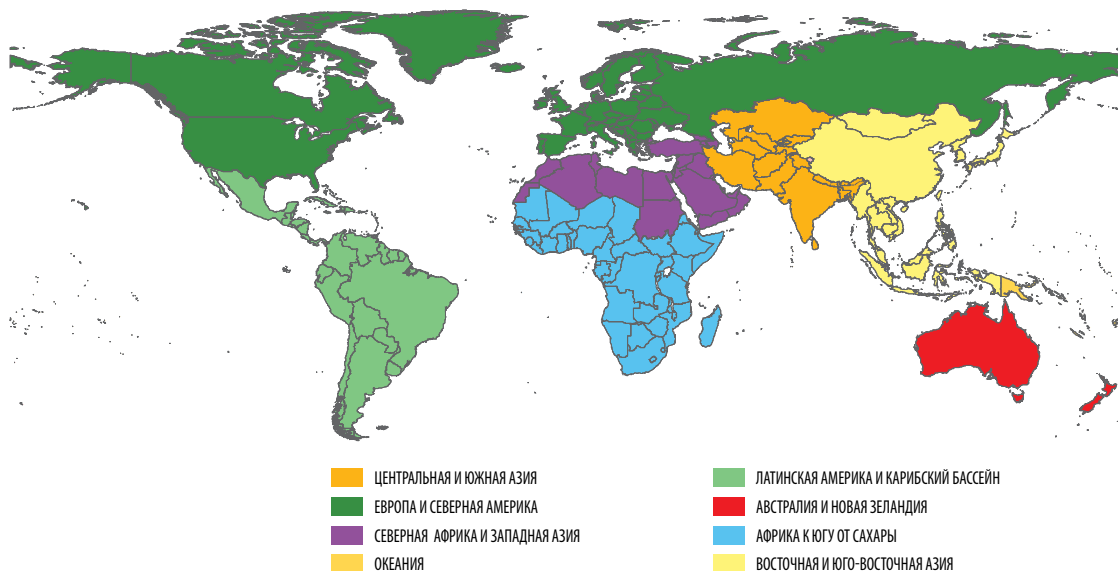 ЦЕНТРАЛЬНАЯ И ЮЖНАЯ АЗИЯ
ЕВРОПА И СЕВЕРНАЯ АМЕРИКА
СЕВЕРНАЯ АФРИКА И ЗАПАДНАЯ АЗИЯ
ОКЕАНИЯ
ЛАТИНСКАЯ АМЕРИКА И КАРИБСКИЙ БАССЕЙН
АВСТРАЛИЯ И НОВАЯ ЗЕЛАНДИЯ
АФРИКА К ЮГУ ОТ САХАРЫ
ВОСТОЧНАЯ И ЮГО-ВОСТОЧНАЯ АЗИЯ